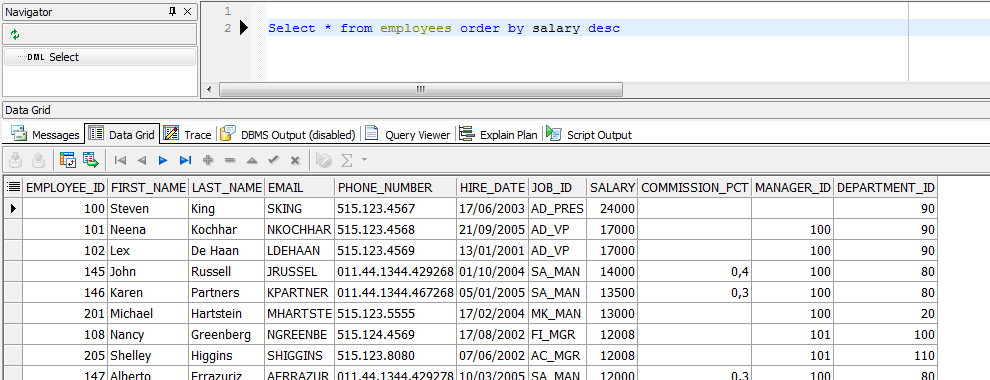 Navigator
1
2 Select * from employees order by salary desc
DML Select
Data Grid
Messages Data Grid Trace DBMS Output (disabled) Query Viewer Explain Plan Script Output
EMPLOYEE_ID FIRST_NAME LAST_NAME EMAIL PHONE_NUMBER HIRE_DATE JOB_ID SALARY COMMISSION_PCT MANAGER_ID DEPARTMENT_ID
100 Steven King SKING 515.123.4567 17/06/2003 AD_PRES 24000 90
101 Neena Kochhar NKOCHHAR 515.123.4568 21/09/2005 AD_VP 17000 100 90
102 Lex De Haan LDEHAAN 515.123.4569 13/01/2001 AD_VP 17000 100 90
145 John Russell JRUSSEL 011.44.1344.429268 01/10/2004 SA_MAN 14000 0,4 100 80
146 Karen Partners KPARTNER 011.44.1344.467268 05/01/2005 SA_MAN 13500 0,3 100 80
201 Michael Hartstein MHARTSTE 515.123.5555 17/02/2004 MK_MAN 13000 100 20
108 Nancy Greenberg NGREENBE 515.124.4569 17/08/2002 FI_MGR 12008 101 100
205 Shelley Higgins SHIGGINS 515.123.8080 07/06/2002 AC_MGR 12008 101 110
147 Alberto Errazuriz AERRAZUR 011.44.1344.429278 10/03/2005 SA_MAN 12000 0,3 100 80